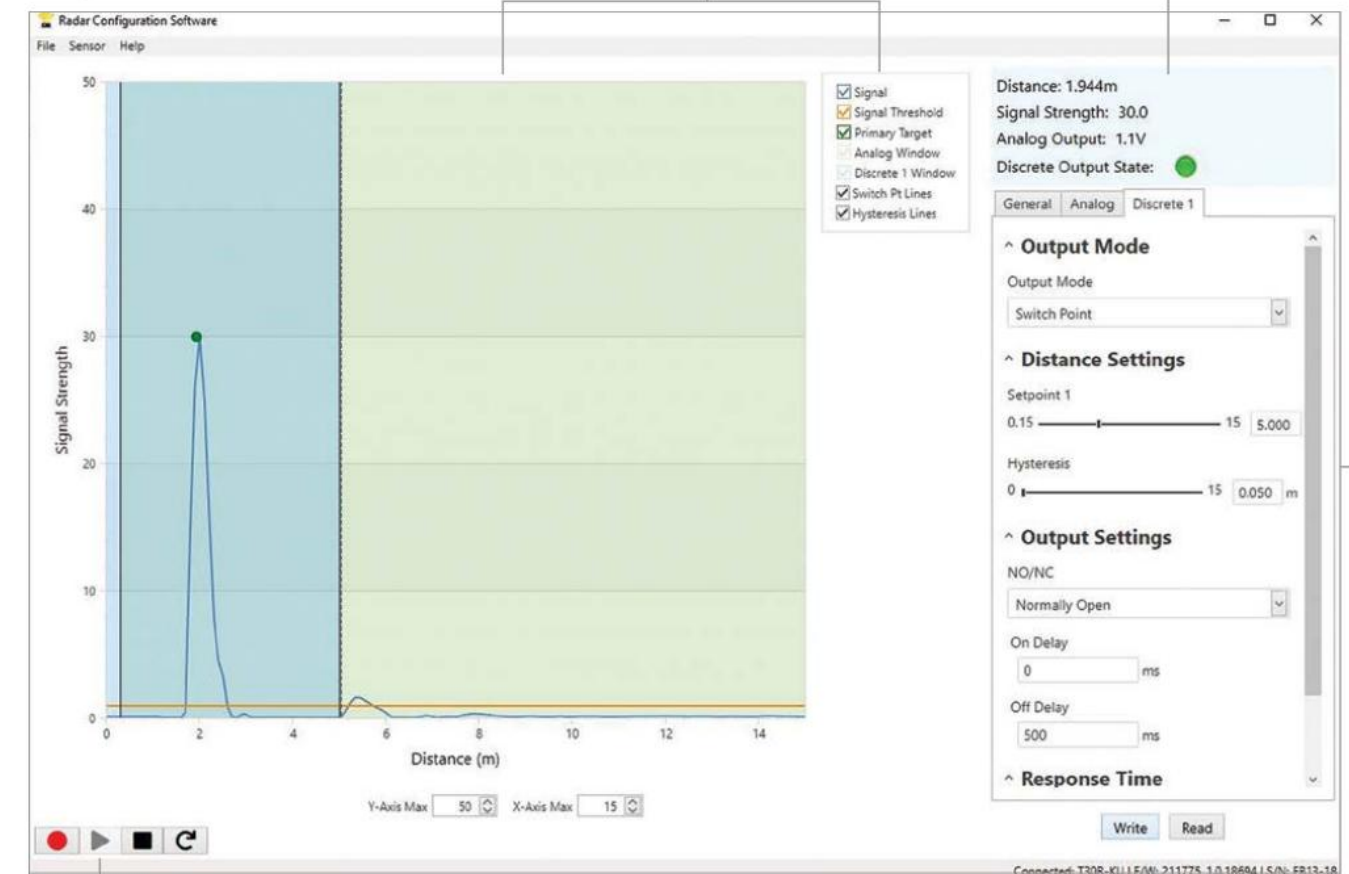 Radar Configuration Software
File Sensor Help
50
40
30
20
10
0
Signal Strength
0 2 4 6 8 10 12 14
Distance (m)
Y-Axis Max 50 X-Axis Max 15
Signal
Signal Threshold
Primary Target
Analog Window
Discrete 1 Window
Switch Pt Lines
Hysteresis Lines
Distance: 1.944m
Signal Strength: 30.0
Analog Output: 1.1V
Discrete Output State:
General Analog Discrete 1
^ Output Mode
Output Mode
Switch Point
^ Distance Settings
Setpoint 1
0.15 15 5.000
Hysteresis
0 15 0.050 m
^ Output Settings
NO/NC
Normally Open
On Delay
0 ms
Off Delay
500 ms
^ Response Time
Write Read
Connected: 211775